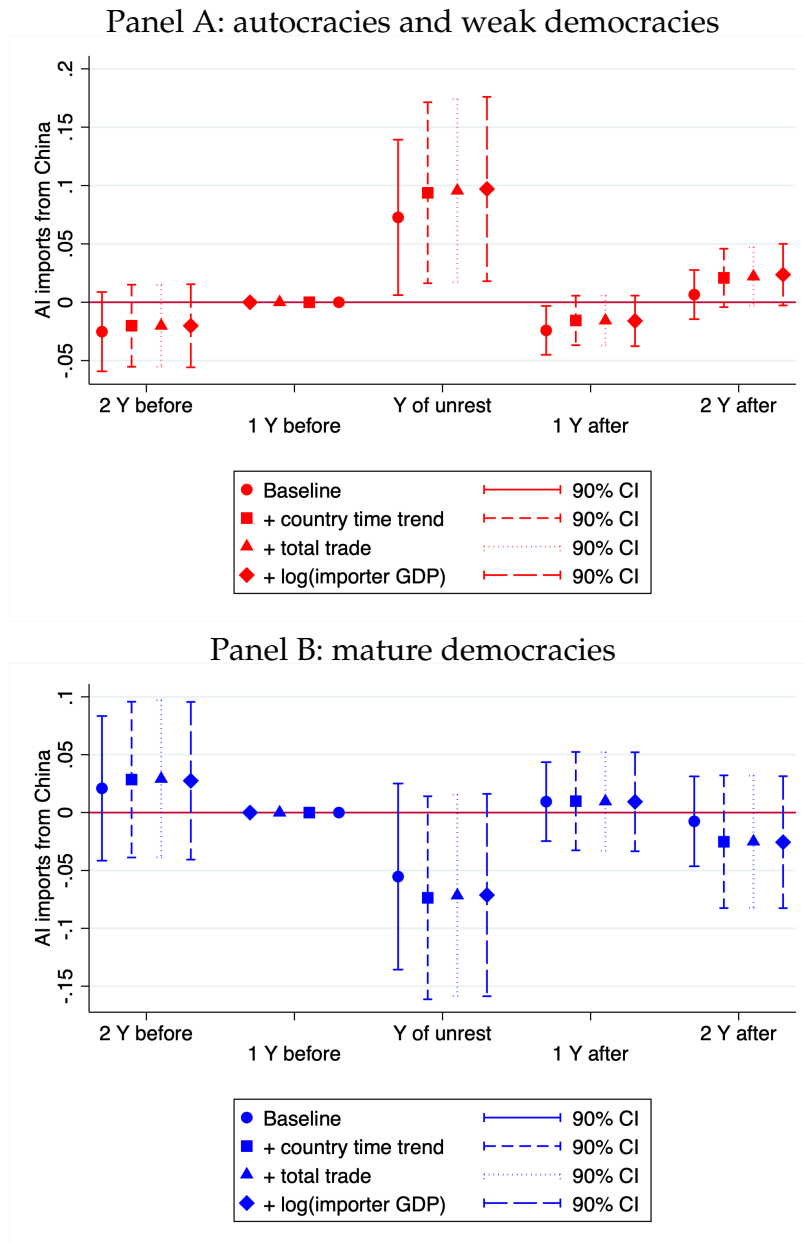 Panel A: autocracies and weak democracies
AI imports from China
.2
.15
.1
.05
0
-.05
2 Y before
1 Y before
Y of unrest
1 Y after
2 Y after
Baseline 90% CI
+ country time trend 90% CI
+ total trade 90% CI
+ log(importer GDP) 90% CI
Panel B: mature democracies
AI imports from China
.1
.05
0
-.05
-.1
-.15
2 Y before
1 Y before
Y of unrest
1 Y after
2 Y after
Baseline 90% CI
+ country time trend 90% CI
+ total trade 90% CI
+ log(importer GDP) 90% CI